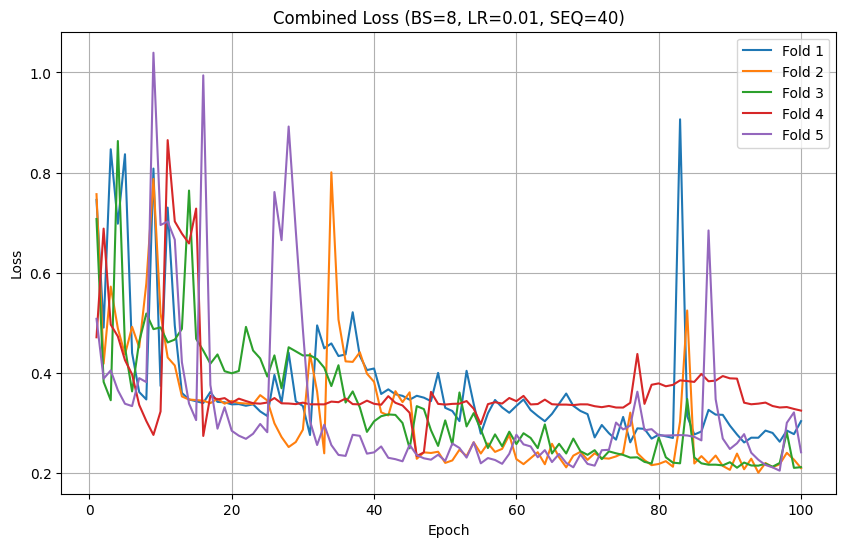 Combined Loss (BS=8, LR=0.01, SEQ=40)
Fold 1
Fold 2
Fold 3
Fold 4
Fold 5
Loss
1.0
0.8
0.6
0.4
0.2
0
20
40
60
80
100
Epoch